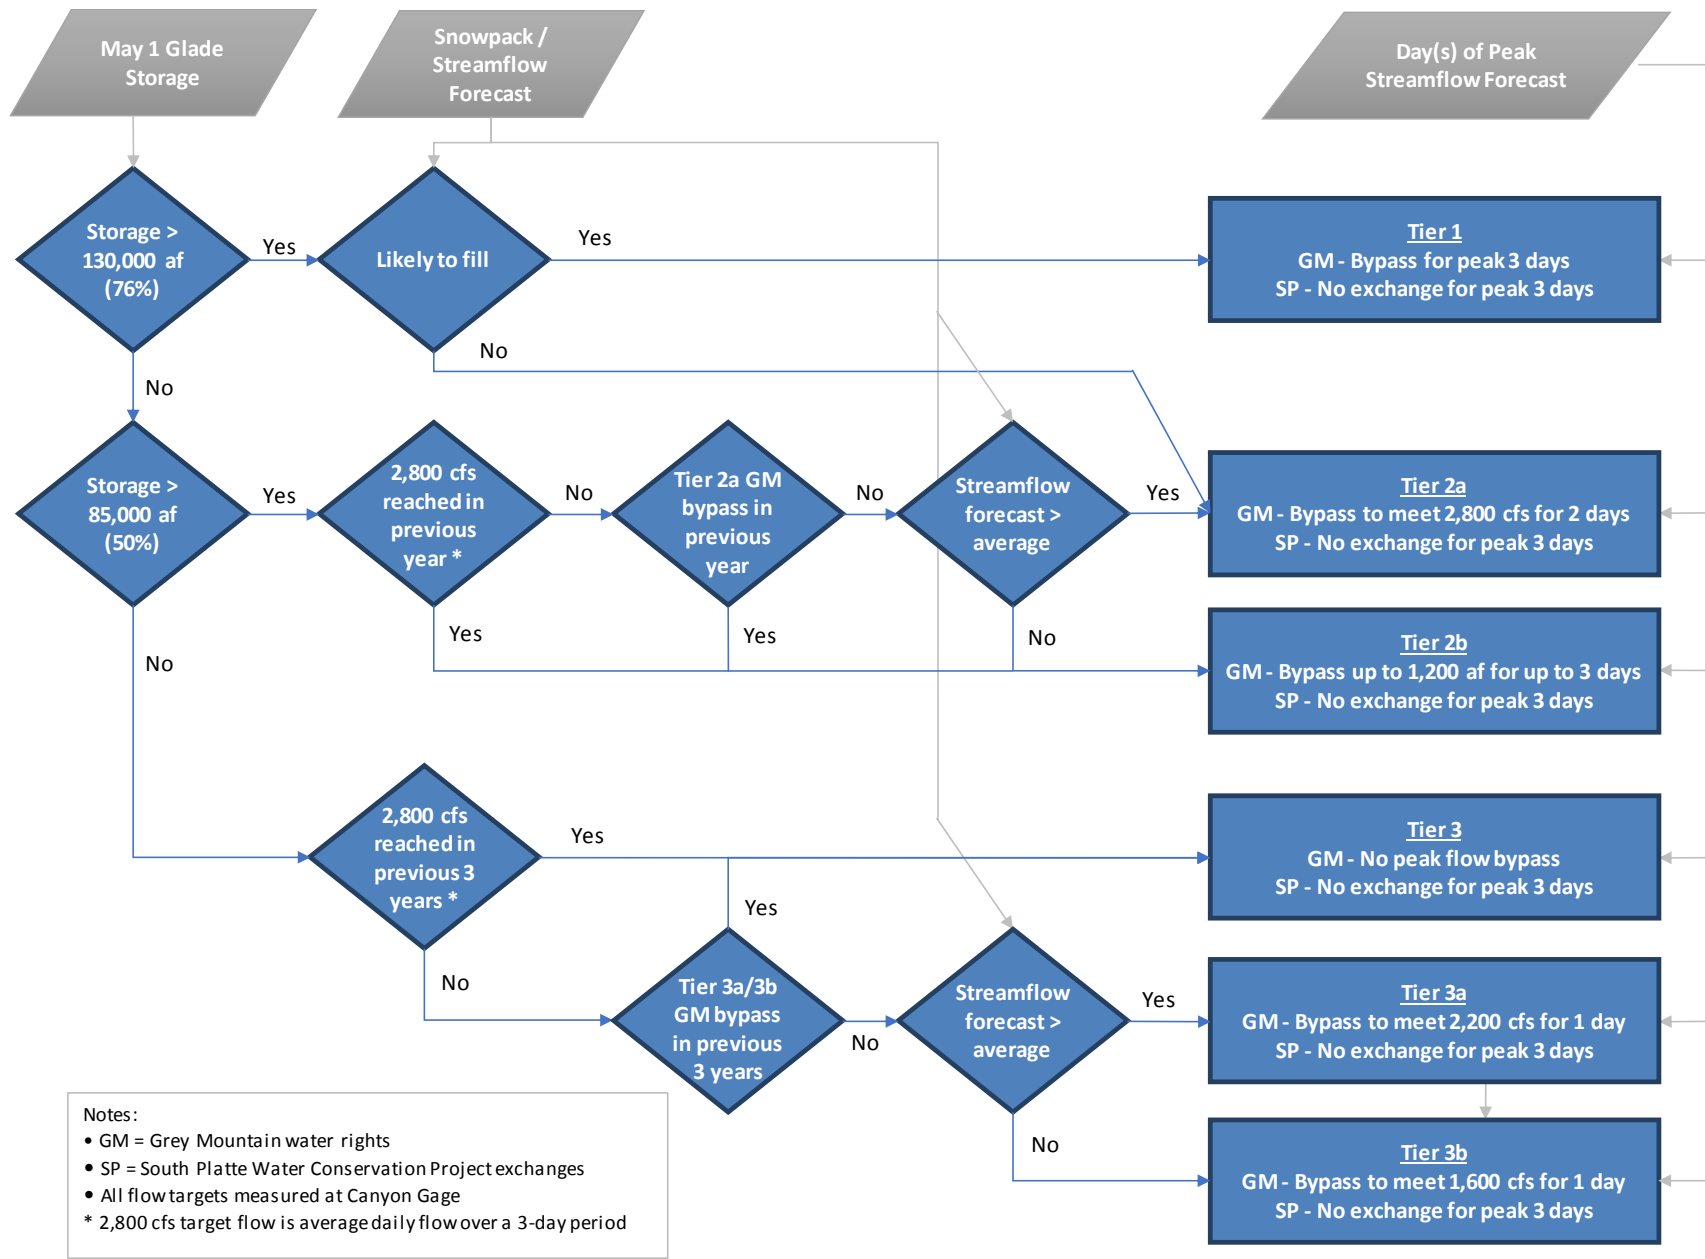 May 1 Glade
Storage
Snowpack /
Streamflow
Forecast
Day(s) of Peak
Streamflow Forecast
Storage >
130,000 af
(76%)
Yes
Likely to fill
Yes
Tier 1
GM - Bypass for peak 3 days
SP - No exchange for peak 3 days
No
No
Storage >
85,000 af
(50%)
Yes
2,800 cfs
reached in
previous
year *
No
Tier 2a GM
bypass in
previous
year
No
Streamflow
forecast >
average
Yes
Tier 2a
GM - Bypass to meet 2,800 cfs for 2 days
SP - No exchange for peak 3 days
No
Yes
Yes
No
Tier 2b
GM - Bypass up to 1,200 af for up to 3 days
SP - No exchange for peak 3 days
2,800 cfs
reached in
previous 3
years *
Yes
Tier 3
GM - No peak flow bypass
SP - No exchange for peak 3 days
No
Yes
Tier 3a/3b
GM bypass
in previous
3 years
No
Streamflow
forecast >
average
Yes
Tier 3a
GM - Bypass to meet 2,200 cfs for 1 day
SP - No exchange for peak 3 days
No
Tier 3b
GM - Bypass to meet 1,600 cfs for 1 day
SP - No exchange for peak 3 days
Notes:
• GM = Grey Mountain water rights
• SP = South Platte Water Conservation Project exchanges
• All flow targets measured at Canyon Gage
* 2,800 cfs target flow is average daily flow over a 3-day period